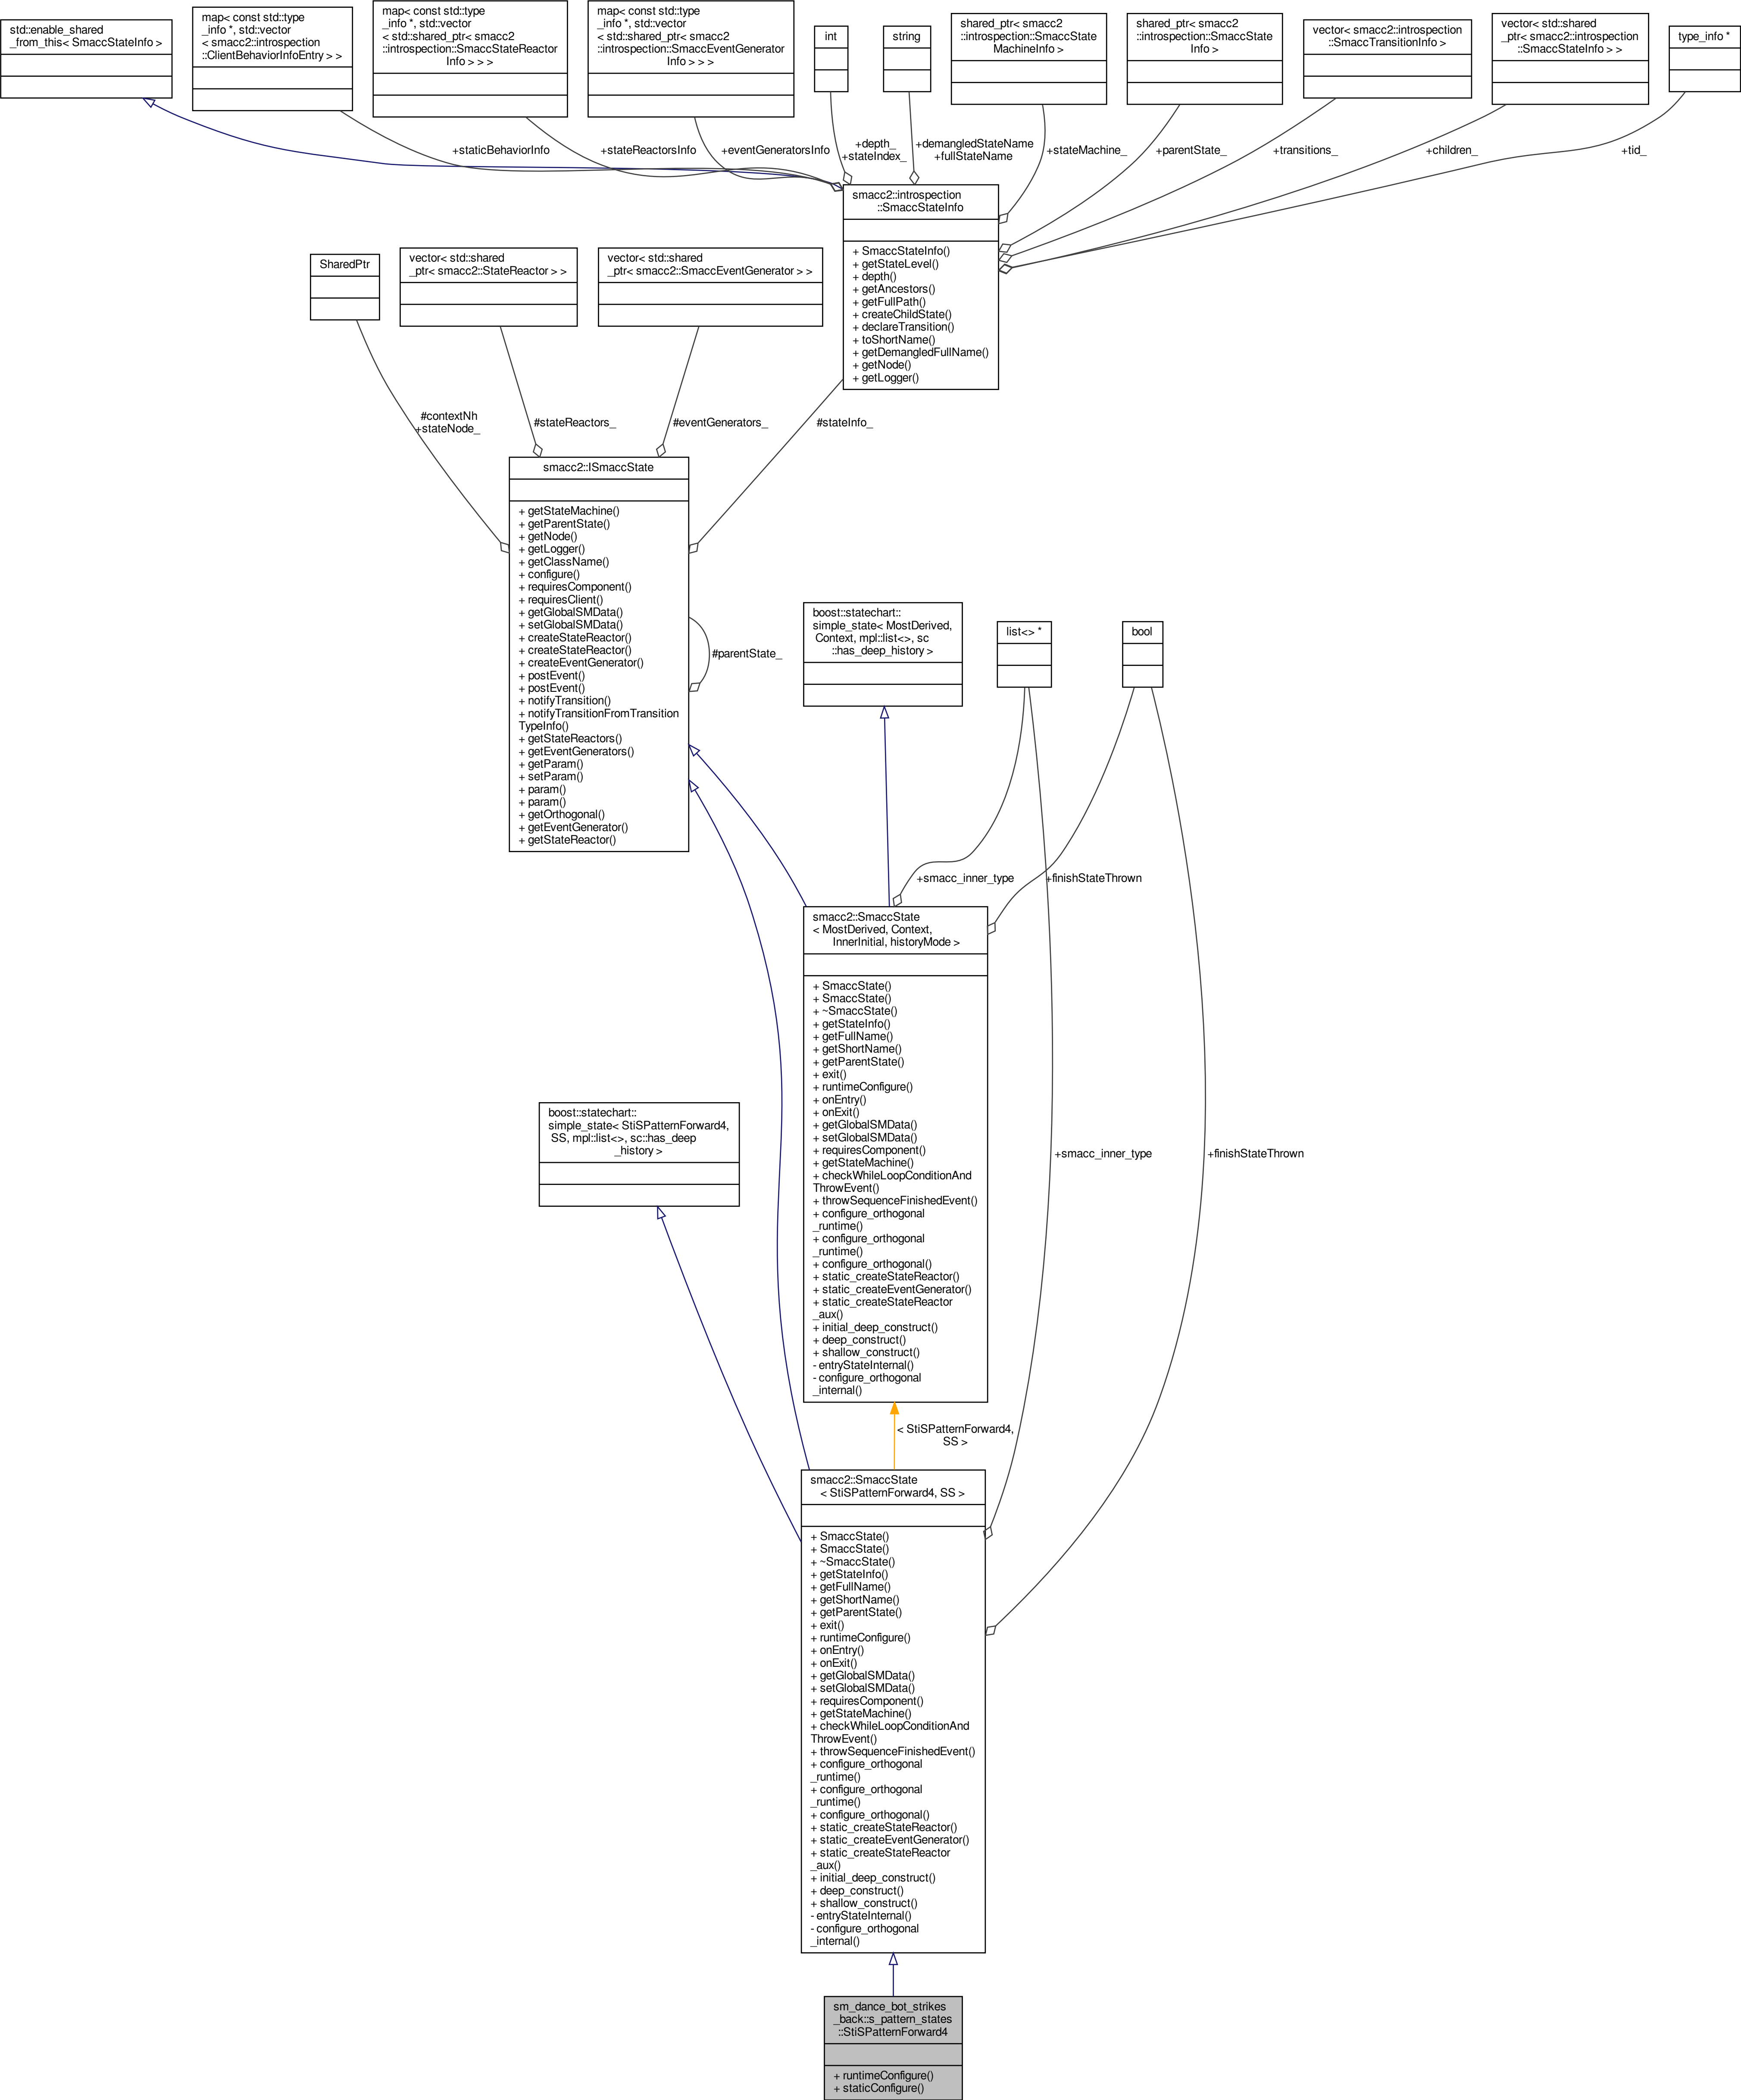 std::enable_shared
_from_this< SmaccStateInfo >
map< const std::type
_info *, std::vector
< smacc2::introspection
::ClientBehaviorInfoEntry > >
map< const std::type
_info *, std::vector
< std::shared_ptr< smacc2
::introspection::SmaccStateReactor
Info > > >
map< const std::type
_info *, std::vector
< std::shared_ptr< smacc2
::introspection::SmaccEventGenerator
Info > > >
int
string
shared_ptr< smacc2
::introspection::SmaccState
MachineInfo >
shared_ptr< smacc2
::introspection::SmaccState
Info >
vector< smacc2::introspection
::SmaccTransitionInfo >
vector< std::shared
_ptr< smacc2::introspection
::SmaccStateInfo > >
type_info *
+staticBehaviorInfo
+stateReactorsInfo
+eventGeneratorsInfo
+depth_
+stateIndex_
+demangledStateName
+fullStateName
+stateMachine_
+parentState_
+transitions_
+children_
+tid_
smacc2::introspection
::SmaccStateInfo
+ SmaccStateInfo()
+ getStateLevel()
+ depth()
+ getAncestors()
+ getFullPath()
+ createChildState()
+ declareTransition()
+ toShortName()
+ getDemangledFullName()
+ getNode()
+ getLogger()
SharedPtr
vector< std::shared
_ptr< smacc2::StateReactor > >
vector< std::shared
_ptr< smacc2::SmaccEventGenerator > >
#contextNh
+stateNode_
#stateReactors_
#eventGenerators_
#stateInfo_
smacc2::ISmaccState
+ getStateMachine()
+ getParentState()
+ getNode()
+ getLogger()
+ getClassName()
+ configure()
+ requiresComponent()
+ requiresClient()
+ getGlobalSMData()
+ setGlobalSMData()
+ createStateReactor()
+ createStateReactor()
+ createEventGenerator()
+ postEvent()
+ postEvent()
+ notifyTransition()
+ notifyTransitionFromTransition
TypeInfo()
+ getStateReactors()
+ getEventGenerators()
+ getParam()
+ setParam()
+ param()
+ param()
+ getOrthogonal()
+ getEventGenerator()
+ getStateReactor()
#parentState_
boost::statechart::
simple_state< MostDerived,
Context, mpl::list<>, sc
::has_deep_history >
list<> *
bool
+smacc_inner_type
+finishStateThrown
smacc2::SmaccState
< MostDerived, Context,
InnerInitial, historyMode >
+ SmaccState()
+ SmaccState()
+ ~SmaccState()
+ getStateInfo()
+ getFullName()
+ getShortName()
+ getParentState()
+ exit()
+ runtimeConfigure()
+ onEntry()
+ onExit()
+ getGlobalSMData()
+ setGlobalSMData()
+ requiresComponent()
+ getStateMachine()
+ checkWhileLoopConditionAnd
ThrowEvent()
+ throwSequenceFinishedEvent()
+ configure_orthogonal
_runtime()
+ configure_orthogonal
_runtime()
+ configure_orthogonal()
+ static_createStateReactor()
+ static_createEventGenerator()
+ static_createStateReactor
_aux()
+ initial_deep_construct()
+ deep_construct()
+ shallow_construct()
- entryStateInternal()
- configure_orthogonal
_internal()
boost::statechart::
simple_state< StiSPatternForward4,
SS, mpl::list<>, sc::has_deep
_history >
+smacc_inner_type
+finishStateThrown
< StiSPatternForward4,
SS >
smacc2::SmaccState
< StiSPatternForward4, SS >
+ SmaccState()
+ SmaccState()
+ ~SmaccState()
+ getStateInfo()
+ getFullName()
+ getShortName()
+ getParentState()
+ exit()
+ runtimeConfigure()
+ onEntry()
+ onExit()
+ getGlobalSMData()
+ setGlobalSMData()
+ requiresComponent()
+ getStateMachine()
+ checkWhileLoopConditionAnd
ThrowEvent()
+ throwSequenceFinishedEvent()
+ configure_orthogonal
_runtime()
+ configure_orthogonal
_runtime()
+ configure_orthogonal()
+ static_createStateReactor()
+ static_createEventGenerator()
+ static_createStateReactor
_aux()
+ initial_deep_construct()
+ deep_construct()
+ shallow_construct()
- entryStateInternal()
- configure_orthogonal
_internal()
sm_dance_bot_strikes
_back::s_pattern_states
::StiSPatternForward4
+ runtimeConfigure()
+ staticConfigure()